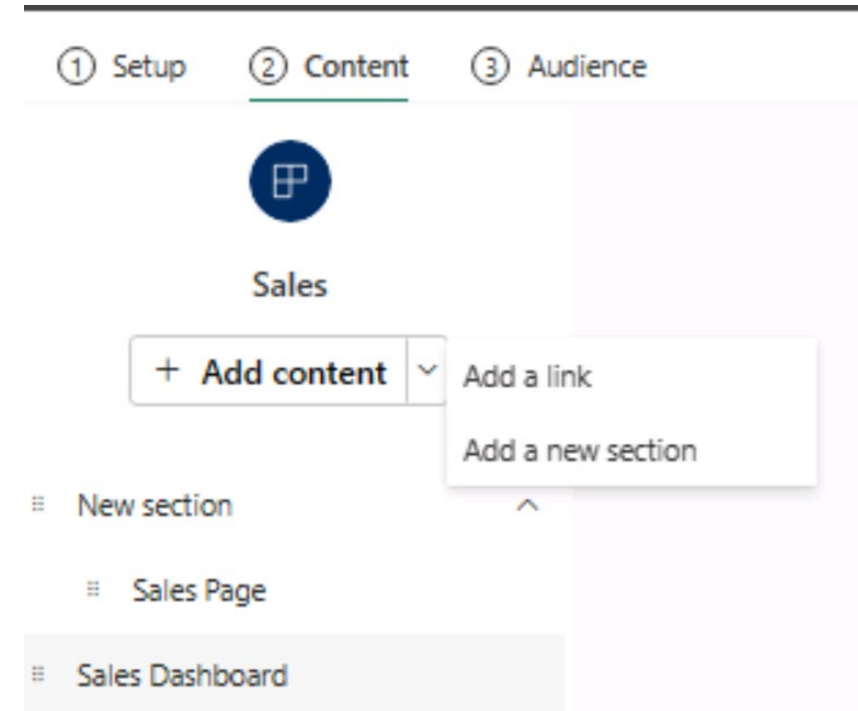 1 Setup 2 Content 3 Audience
Sales
+ Add content
Add a link
Add a new section
New section
Sales Page
Sales Dashboard